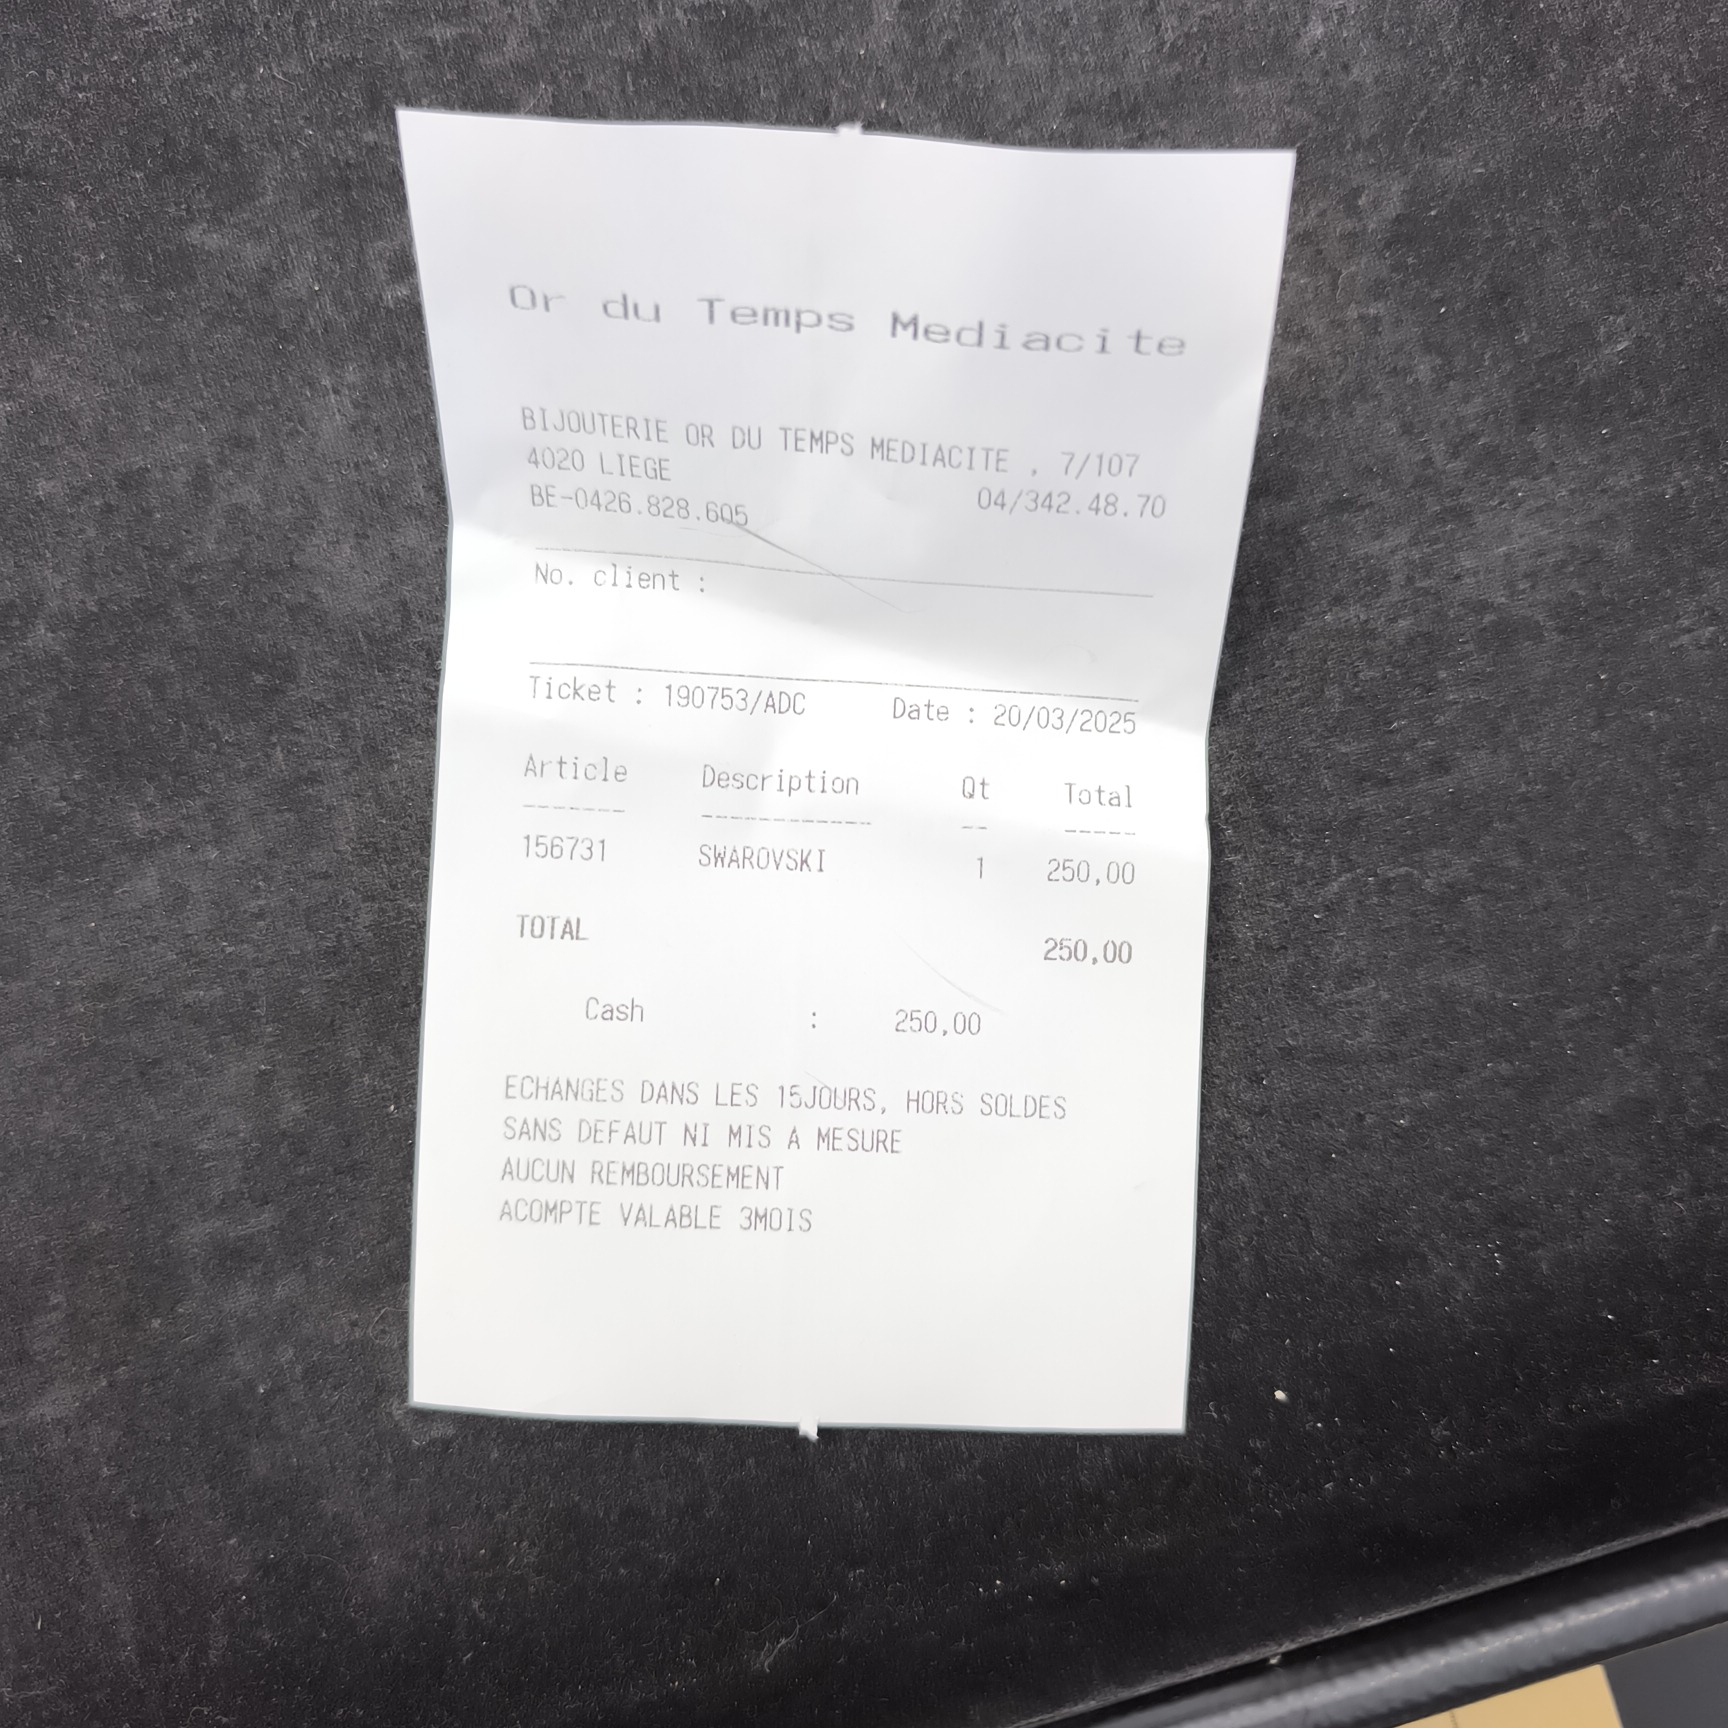 Or du Temps Mediacite
BIJOUTERIE OR DU TEMPS MEDIACITE , 7/107
4020 LIEGE
BE-0426.828.605 04/342.48.70
No. client :
Ticket : 190753/ADC Date : 20/03/2025
Article Description Qt Total
------- ------------ -- -----
156731 SWAROVSKI 1 250,00
TOTAL 250,00
Cash : 250,00
ECHANGES DANS LES 15JOURS, HORS SOLDES
SANS DEFAUT NI MIS A MESURE
AUCUN REMBOURSEMENT
ACOMPTE VALABLE 3MOIS